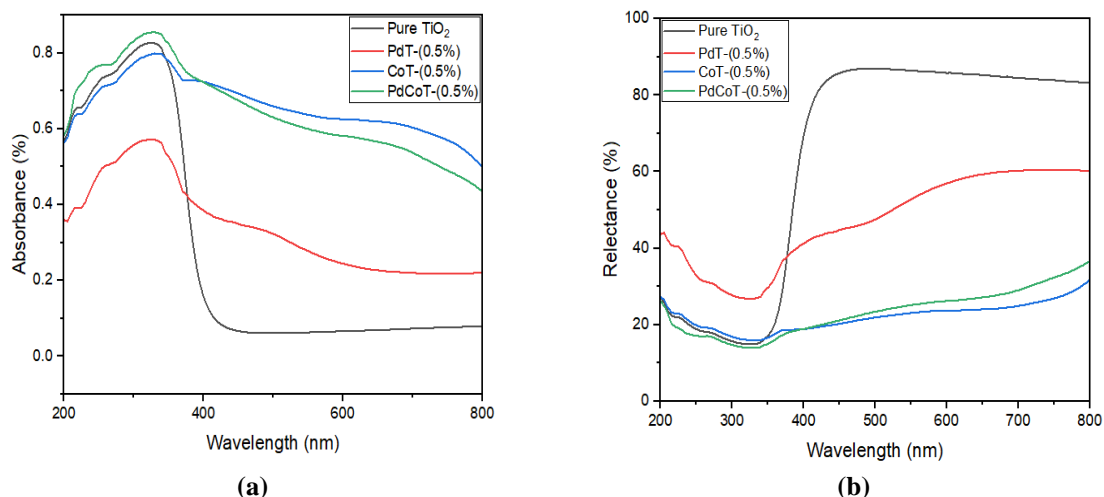 Pure TiO₂
PdT-(0.5%)
CoT-(0.5%)
PdCoT-(0.5%)
Absorbance (%)
0.8
0.6
0.4
0.2
0.0
200
400
600
800
Wavelength (nm)
(a)
Pure TiO₂
PdT-(0.5%)
CoT-(0.5%)
PdCoT-(0.5%)
Relectance (%)
100
80
60
40
20
0
200
300
400
500
600
700
800
Wavelength (nm)
(b)